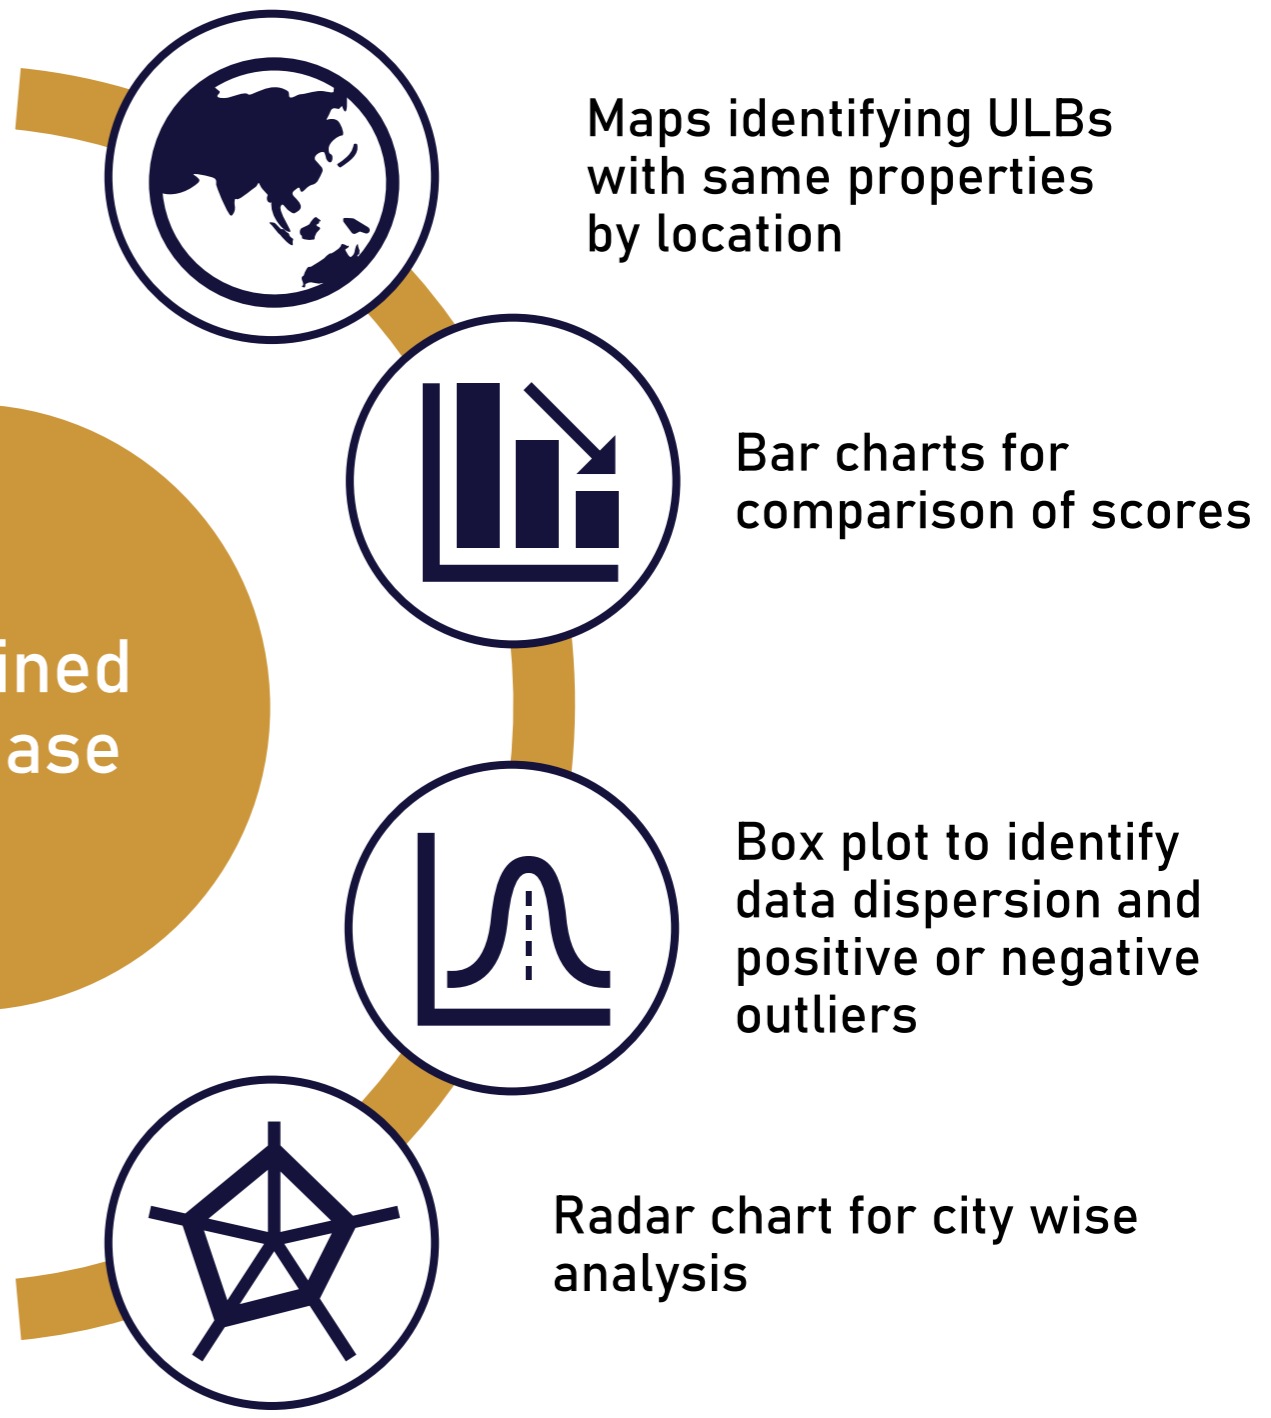 Maps identifying ULBs
with same properties
by location
Bar charts for
comparison of scores
ined
ase
Box plot to identify
data dispersion and
positive or negative
outliers
Radar chart for city wise
analysis